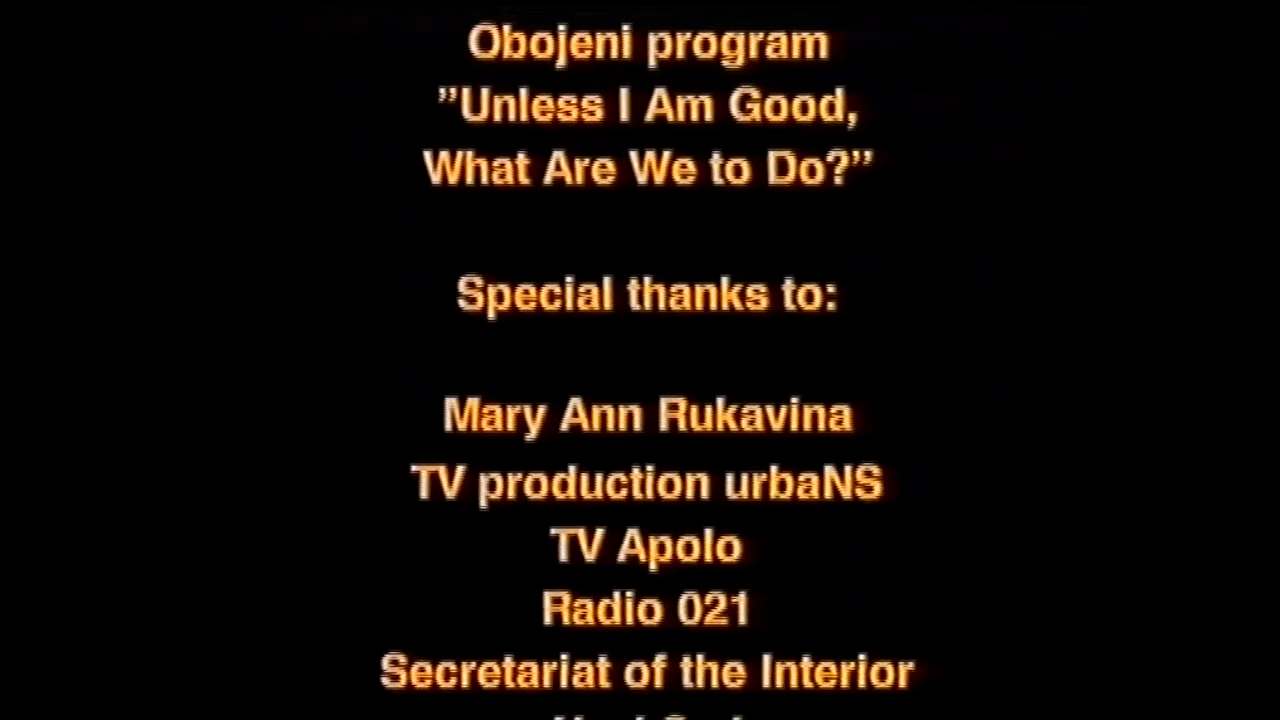 Obojeni program
”Unless I Am Good,
What Are We to Do?”
Special thanks to:
Mary Ann Rukavina
TV production urbaNS
TV Apolo
Radio 021
Secretariat of the Interior